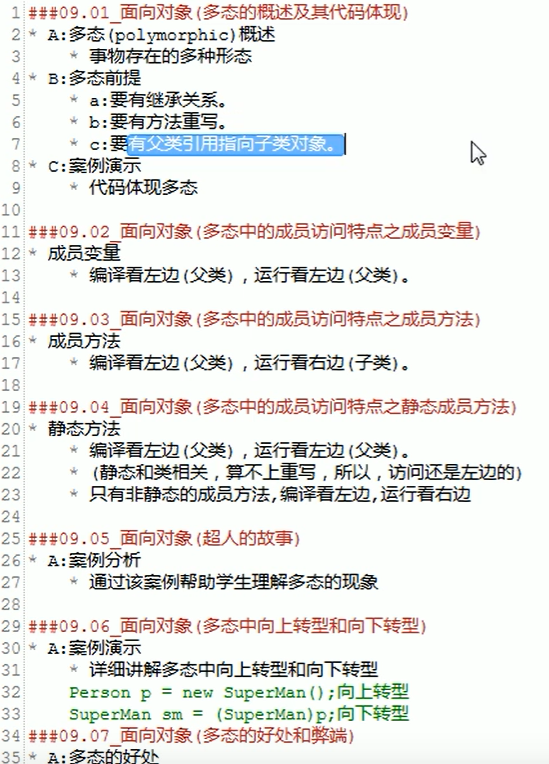 1 ###09.01_面向对象(多态的概述及其代码体现)
2 * A:多态(polymorphic)概述
3 * 事物存在的多种形态
4 * B:多态前提
5 * a:要有继承关系。
6 * b:要有方法重写。
7 * c:要有父类引用指向子类对象。
8 * C:案例演示
9 * 代码体现多态
10
11 ###09.02_面向对象(多态中的成员访问特点之成员变量)
12 * 成员变量
13 * 编译看左边(父类),运行看左边(父类)。
14
15 ###09.03_面向对象(多态中的成员访问特点之成员方法)
16 * 成员方法
17 * 编译看左边(父类),运行看右边(子类)。
18
19 ###09.04_面向对象(多态中的成员访问特点之静态成员方法)
20 * 静态方法
21 * 编译看左边(父类),运行看左边(父类)。
22 * (静态和类相关,算不上重写,所以,访问还是左边的)
23 * 只有非静态的成员方法,编译看左边,运行看右边
24
25 ###09.05_面向对象(超人的故事)
26 * A:案例分析
27 * 通过该案例帮助学生理解多态的现象
28
29 ###09.06_面向对象(多态中向上转型和向下转型)
30 * A:案例演示
31 * 详细讲解多态中向上转型和向下转型
32 Person p = new SuperMan();向上转型
33 SuperMan sm = (SuperMan)p;向下转型
34 ###09.07_面向对象(多态的好处和弊端)
35 * A:多态的好处